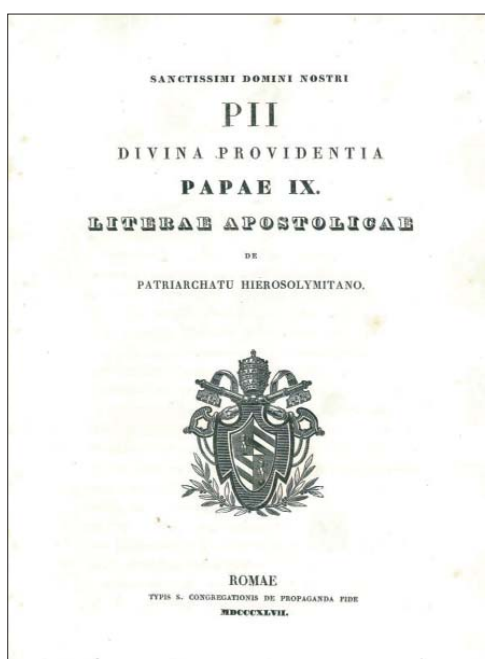 SANCTISSIMI DOMINI NOSTRI
PII
DIVINA PROVIDENTIA
PAPAE IX.
LITERAE APOSTOLICAE
DE
PATRIARCHATU HIEROSOLYMITANO.
ROMAE
TYPIS S. CONGREGATIONIS DE PROPAGANDA FIDE
MDCCCXLVII.